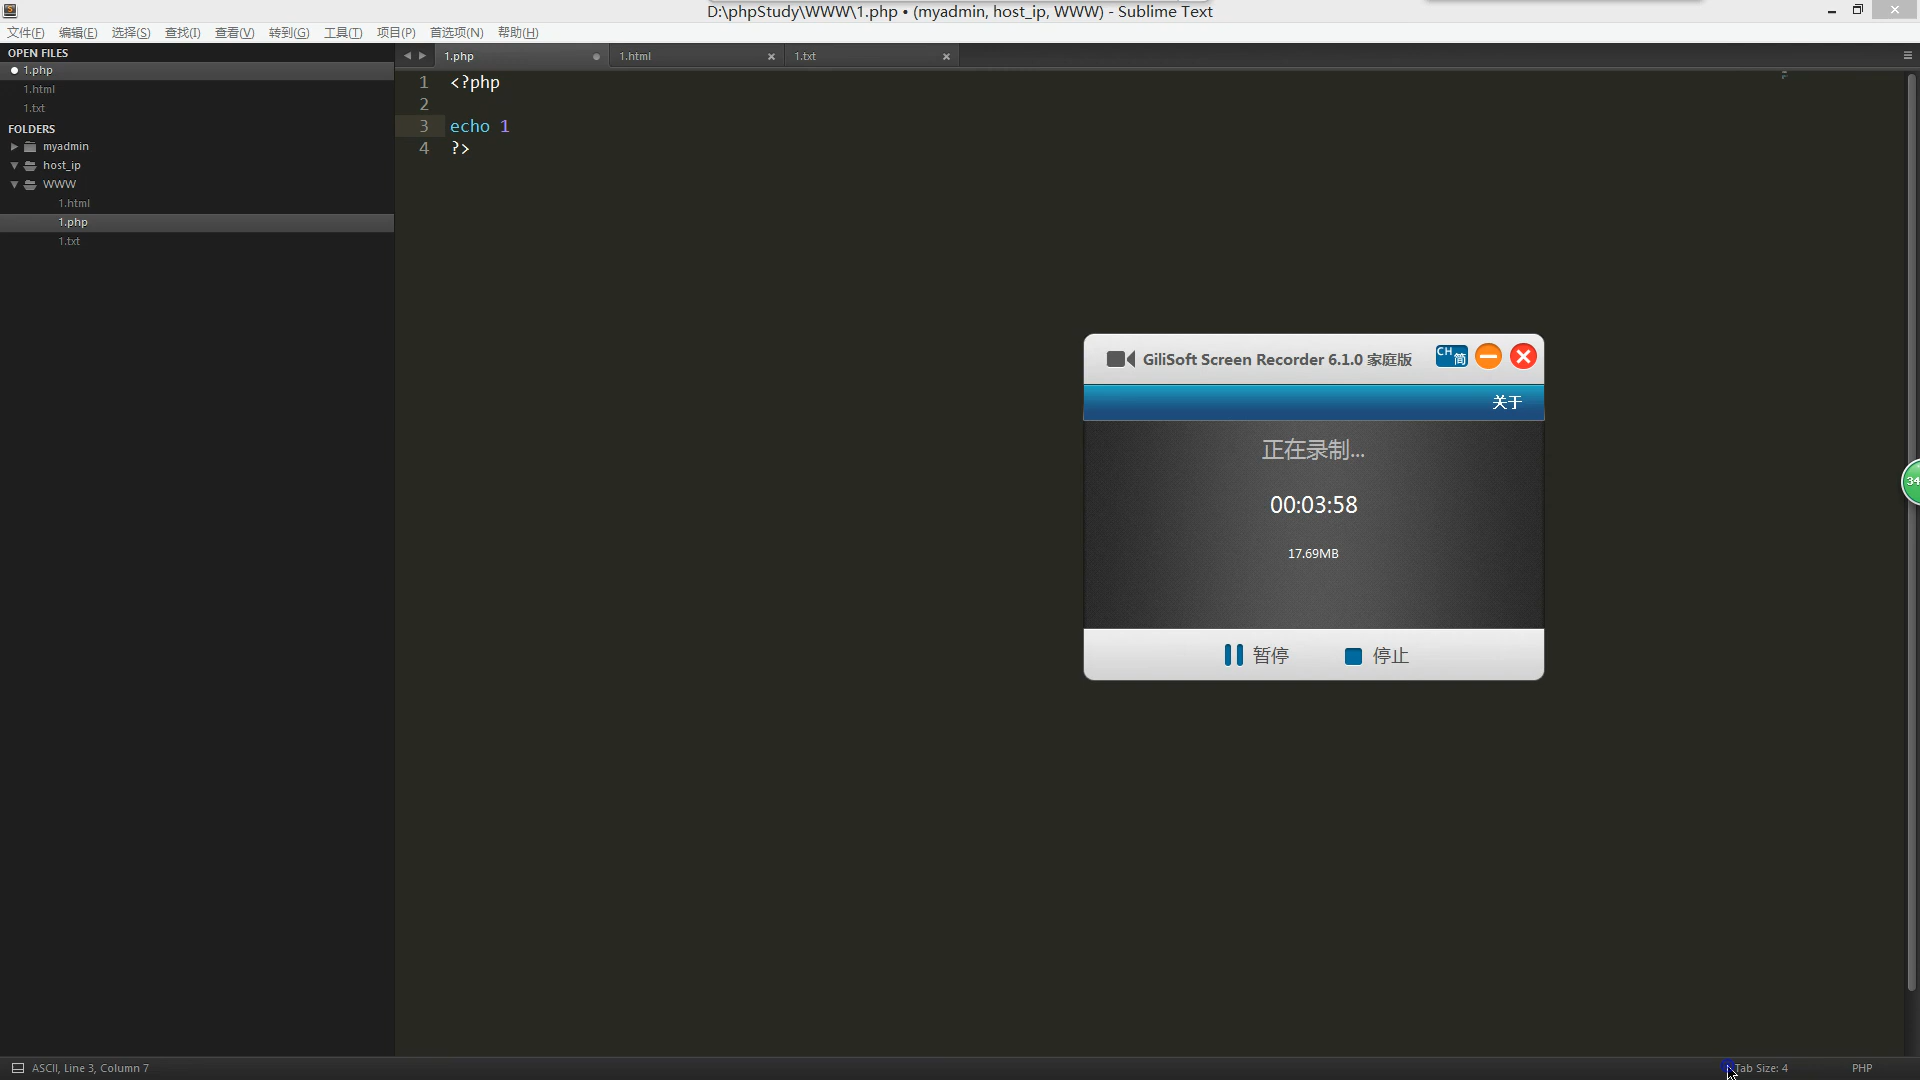 D:\phpStudy\WWW\1.php • (myadmin, host_ip, WWW) - Sublime Text
文件(F) 编辑(E) 选择(S) 查找(I) 查看(V) 转到(G) 工具(T) 项目(P) 首选项(N) 帮助(H)
OPEN FILES
1.php
1.html
1.txt
FOLDERS
myadmin
host_ip
WWW
1.html
1.php
1.txt
1.php 1.html 1.txt
1 <?php
2
3 echo 1
4 ?>
GiliSoft Screen Recorder 6.1.0 家庭版 CH 简
关于
正在录制...
00:03:58
17.69MB
暂停 停止
34
ASCII, Line 3, Column 7 Tab Size: 4 PHP